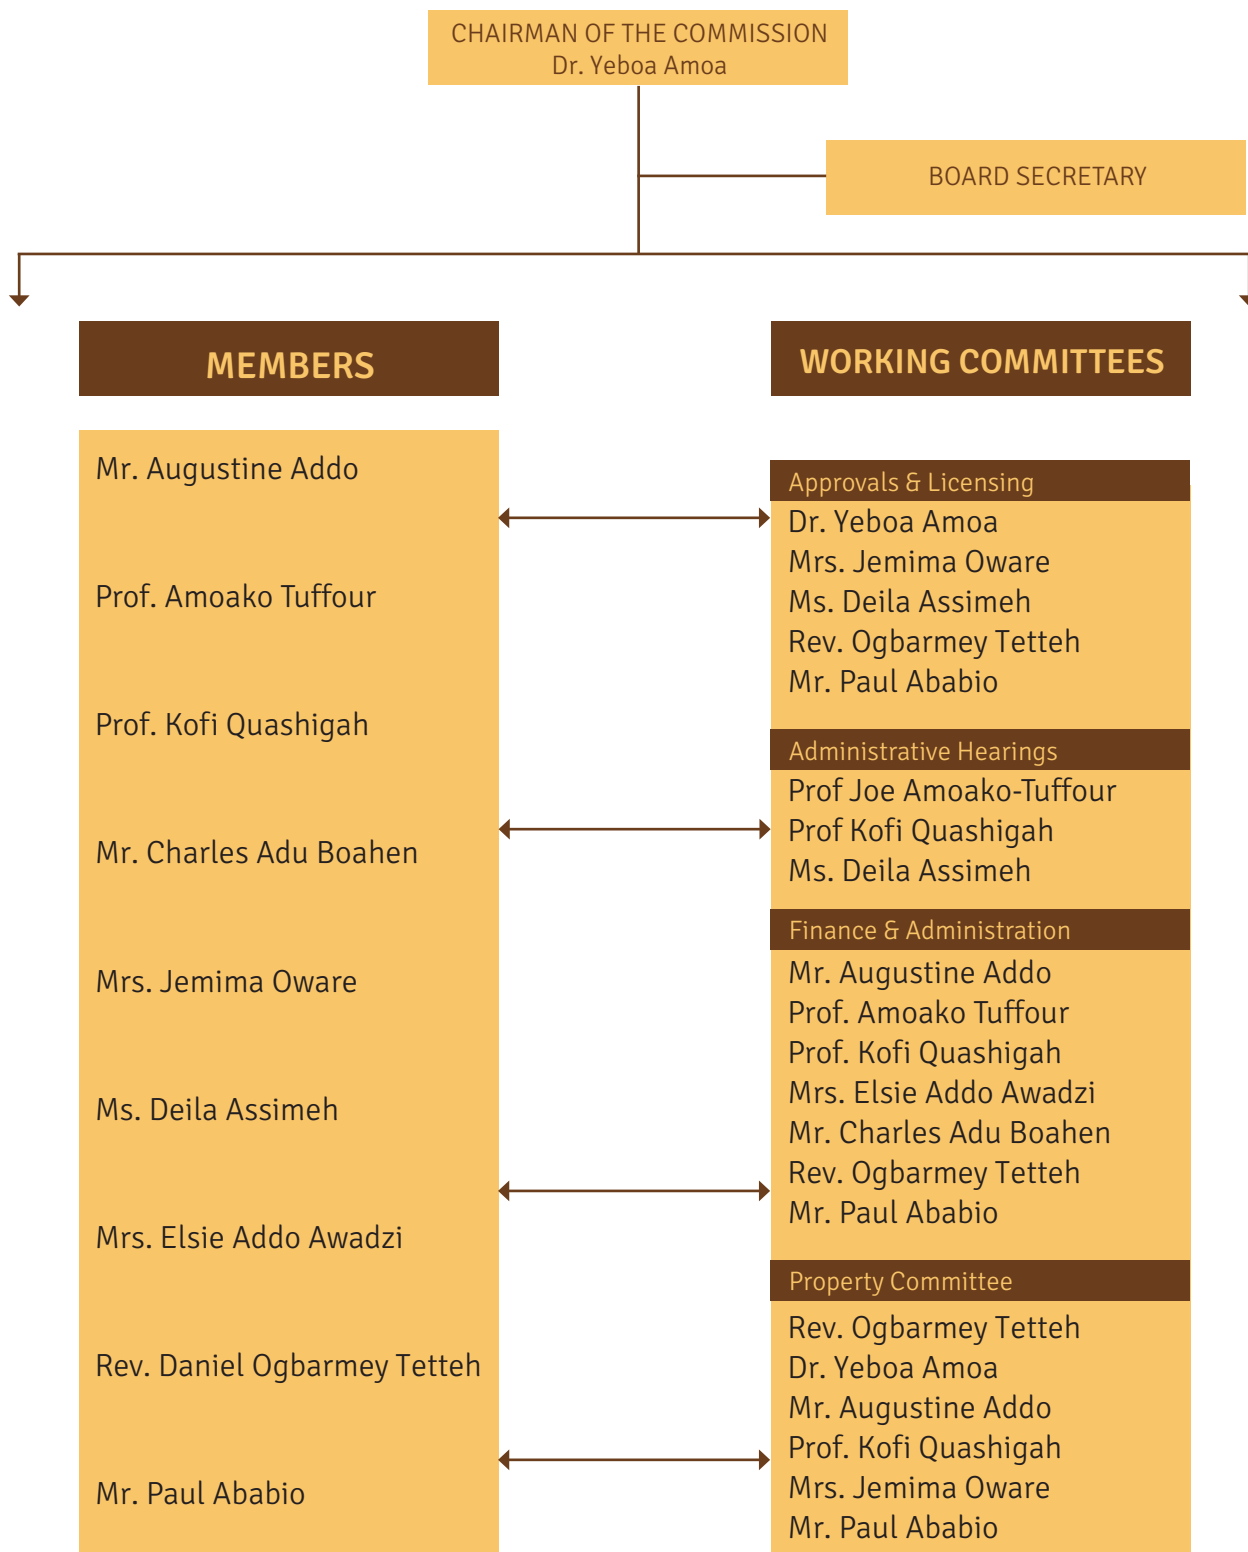 CHAIRMAN OF THE COMMISSION
Dr. Yeboa Amoa
BOARD SECRETARY
MEMBERS
Mr. Augustine Addo
Prof. Amoako Tuffour
Prof. Kofi Quashigah
Mr. Charles Adu Boahen
Mrs. Jemima Oware
Ms. Deila Assimeh
Mrs. Elsie Addo Awadzi
Rev. Daniel Ogbarmey Tetteh
Mr. Paul Ababio
WORKING COMMITTEES
Approvals & Licensing
Dr. Yeboa Amoa
Mrs. Jemima Oware
Ms. Deila Assimeh
Rev. Ogbarmey Tetteh
Mr. Paul Ababio
Administrative Hearings
Prof Joe Amoako-Tuffour
Prof Kofi Quashigah
Ms. Deila Assimeh
Finance & Administration
Mr. Augustine Addo
Prof. Amoako Tuffour
Prof. Kofi Quashigah
Mrs. Elsie Addo Awadzi
Mr. Charles Adu Boahen
Rev. Ogbarmey Tetteh
Mr. Paul Ababio
Property Committee
Rev. Ogbarmey Tetteh
Dr. Yeboa Amoa
Mr. Augustine Addo
Prof. Kofi Quashigah
Mrs. Jemima Oware
Mr. Paul Ababio